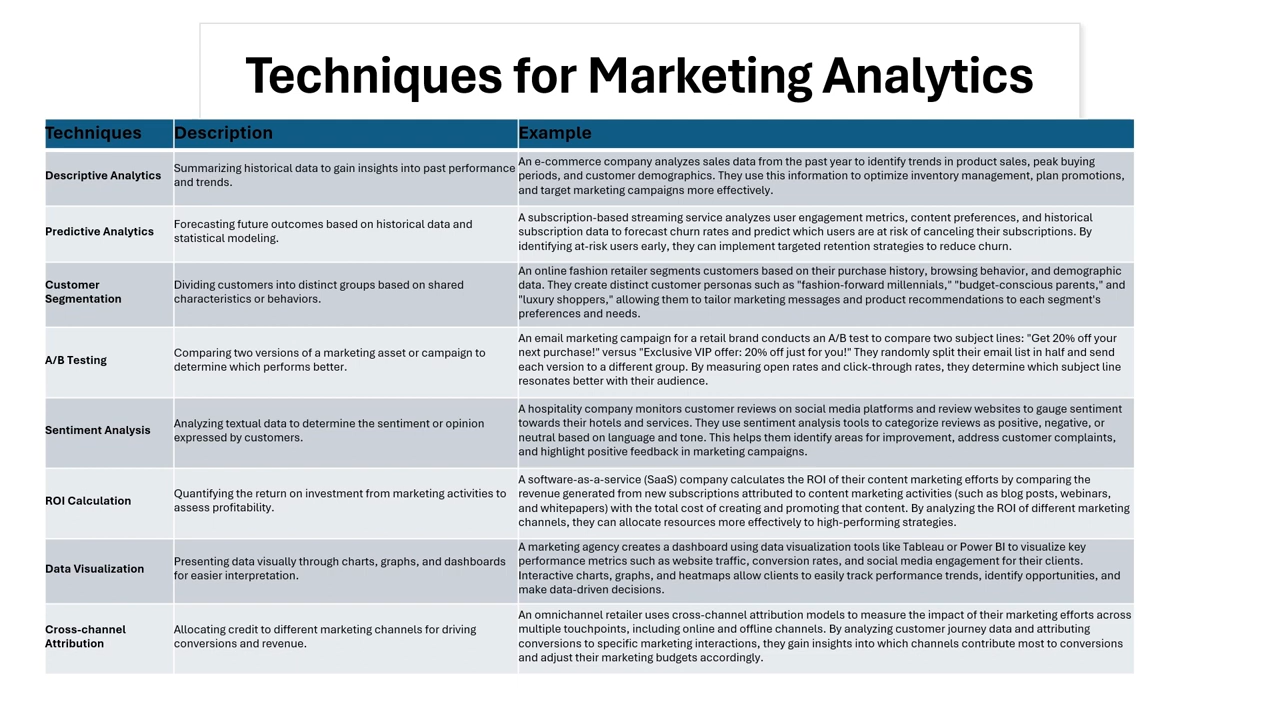 Techniques for Marketing Analytics
Techniques
Description
Example
Descriptive Analytics
Summarizing historical data to gain insights into past performance
and trends.
An e-commerce company analyzes sales data from the past year to identify trends in product sales, peak buying
periods, and customer demographics. They use this information to optimize inventory management, plan promotions,
and target marketing campaigns more effectively.
Predictive Analytics
Forecasting future outcomes based on historical data and
statistical modeling.
A subscription-based streaming service analyzes user engagement metrics, content preferences, and historical
subscription data to forecast churn rates and predict which users are at risk of canceling their subscriptions. By
identifying at-risk users early, they can implement targeted retention strategies to reduce churn.
Customer
Segmentation
Dividing customers into distinct groups based on shared
characteristics or behaviors.
An online fashion retailer segments customers based on their purchase history, browsing behavior, and demographic
data. They create distinct customer personas such as "fashion-forward millennials," "budget-conscious parents," and
"luxury shoppers," allowing them to tailor marketing messages and product recommendations to each segment's
preferences and needs.
A/B Testing
Comparing two versions of a marketing asset or campaign to
determine which performs better.
An email marketing campaign for a retail brand conducts an A/B test to compare two subject lines: "Get 20% off your
next purchase!" versus "Exclusive VIP offer: 20% off just for you!" They randomly split their email list in half and send
each version to a different group. By measuring open rates and click-through rates, they determine which subject line
resonates better with their audience.
Sentiment Analysis
Analyzing textual data to determine the sentiment or opinion
expressed by customers.
A hospitality company monitors customer reviews on social media platforms and review websites to gauge sentiment
towards their hotels and services. They use sentiment analysis tools to categorize reviews as positive, negative, or
neutral based on language and tone. This helps them identify areas for improvement, address customer complaints,
and highlight positive feedback in marketing campaigns.
ROI Calculation
Quantifying the return on investment from marketing activities to
assess profitability.
A software-as-a-service (SaaS) company calculates the ROI of their content marketing efforts by comparing the
revenue generated from new subscriptions attributed to content marketing activities (such as blog posts, webinars,
and whitepapers) with the total cost of creating and promoting that content. By analyzing the ROI of different marketing
channels, they can allocate resources more effectively to high-performing strategies.
Data Visualization
Presenting data visually through charts, graphs, and dashboards
for easier interpretation.
A marketing agency creates a dashboard using data visualization tools like Tableau or Power BI to visualize key
performance metrics such as website traffic, conversion rates, and social media engagement for their clients.
Interactive charts, graphs, and heatmaps allow clients to easily track performance trends, identify opportunities, and
make data-driven decisions.
Cross-channel
Attribution
Allocating credit to different marketing channels for driving
conversions and revenue.
An omnichannel retailer uses cross-channel attribution models to measure the impact of their marketing efforts across
multiple touchpoints, including online and offline channels. By analyzing customer journey data and attributing
conversions to specific marketing interactions, they gain insights into which channels contribute most to conversions
and adjust their marketing budgets accordingly.